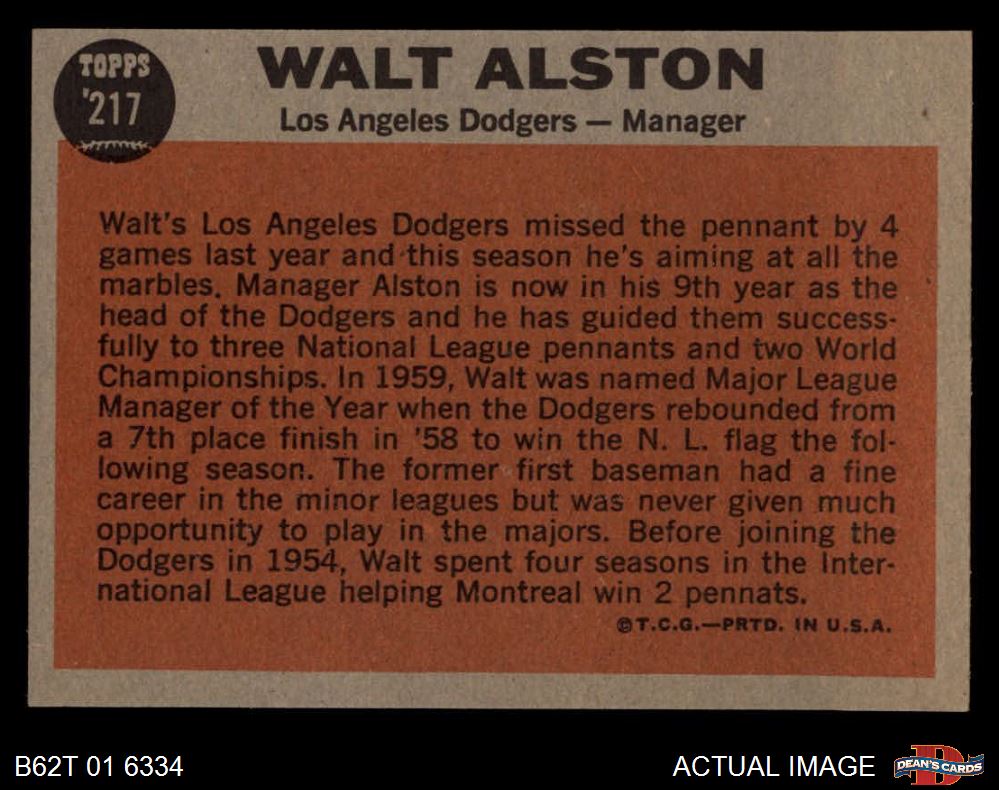 TOPPS
'217
WALT ALSTON
Los Angeles Dodgers — Manager
Walt's Los Angeles Dodgers missed the pennant by 4
games last year and this season he's aiming at all the
marbles. Manager Alston is now in his 9th year as the
head of the Dodgers and he has guided them success-
fully to three National League pennants and two World
Championships. In 1959, Walt was named Major League
Manager of the Year when the Dodgers rebounded from
a 7th place finish in '58 to win the N. L. flag the fol-
lowing season. The former first baseman had a fine
career in the minor leagues but was never given much
opportunity to play in the majors. Before joining the
Dodgers in 1954, Walt spent four seasons in the Inter-
national League helping Montreal win 2 pennats.
©T.C.G.—PRTD. IN U.S.A.
B62T 01 6334
ACTUAL IMAGE
D
DEAN'S CARDS